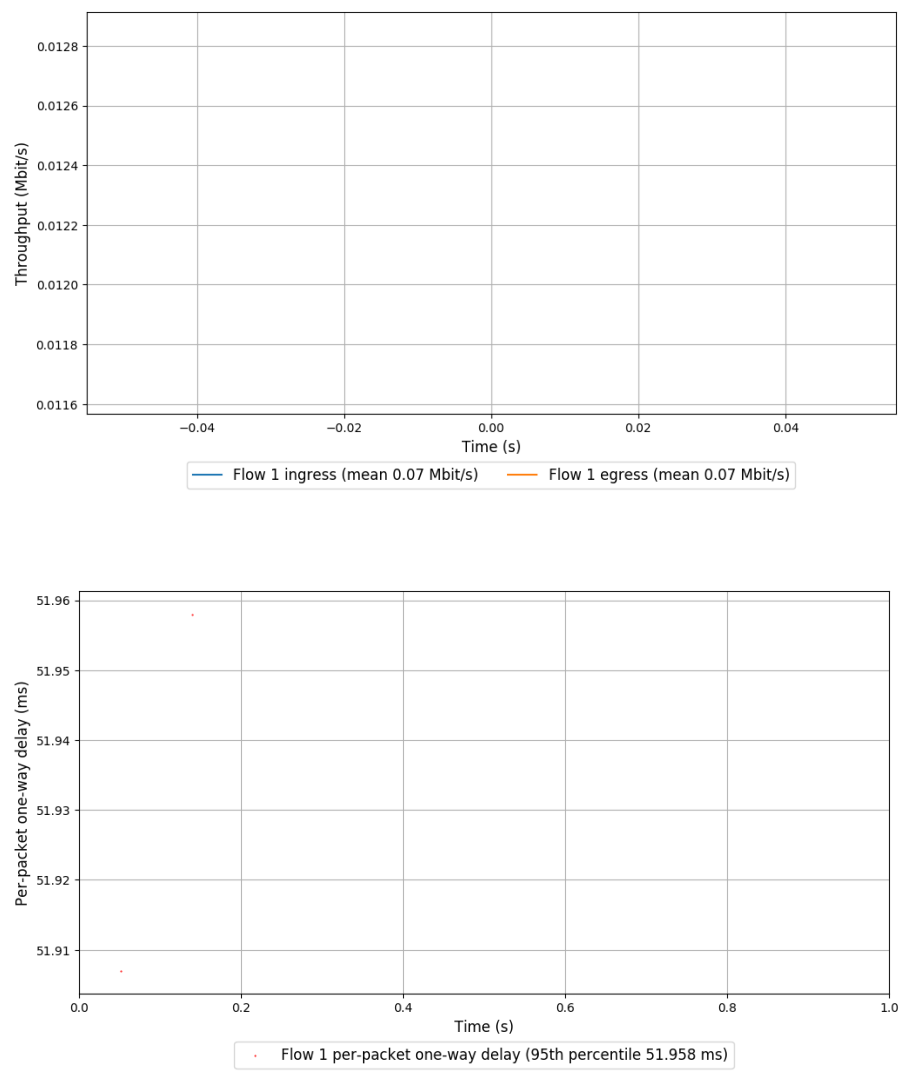 0.0128
0.0126
0.0124
0.0122
0.0120
0.0118
0.0116
Throughput (Mbit/s)
−0.04 −0.02 0.00 0.02 0.04
Time (s)
Flow 1 ingress (mean 0.07 Mbit/s) Flow 1 egress (mean 0.07 Mbit/s)
51.96
51.95
51.94
51.93
51.92
51.91
Per-packet one-way delay (ms)
0.0 0.2 0.4 0.6 0.8 1.0
Time (s)
Flow 1 per-packet one-way delay (95th percentile 51.958 ms)